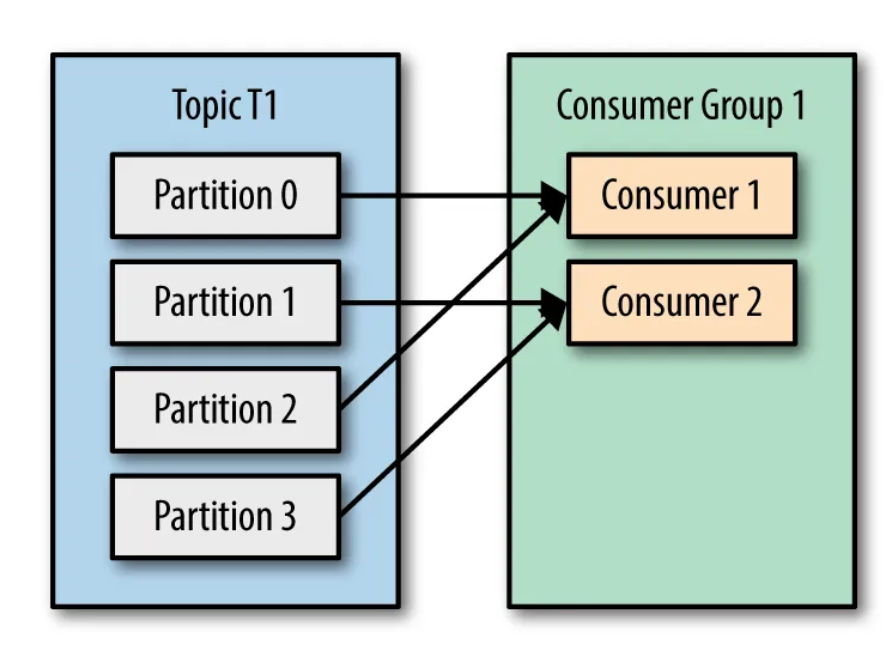 Topic T1
Partition 0
Partition 1
Partition 2
Partition 3
Consumer Group 1
Consumer 1
Consumer 2